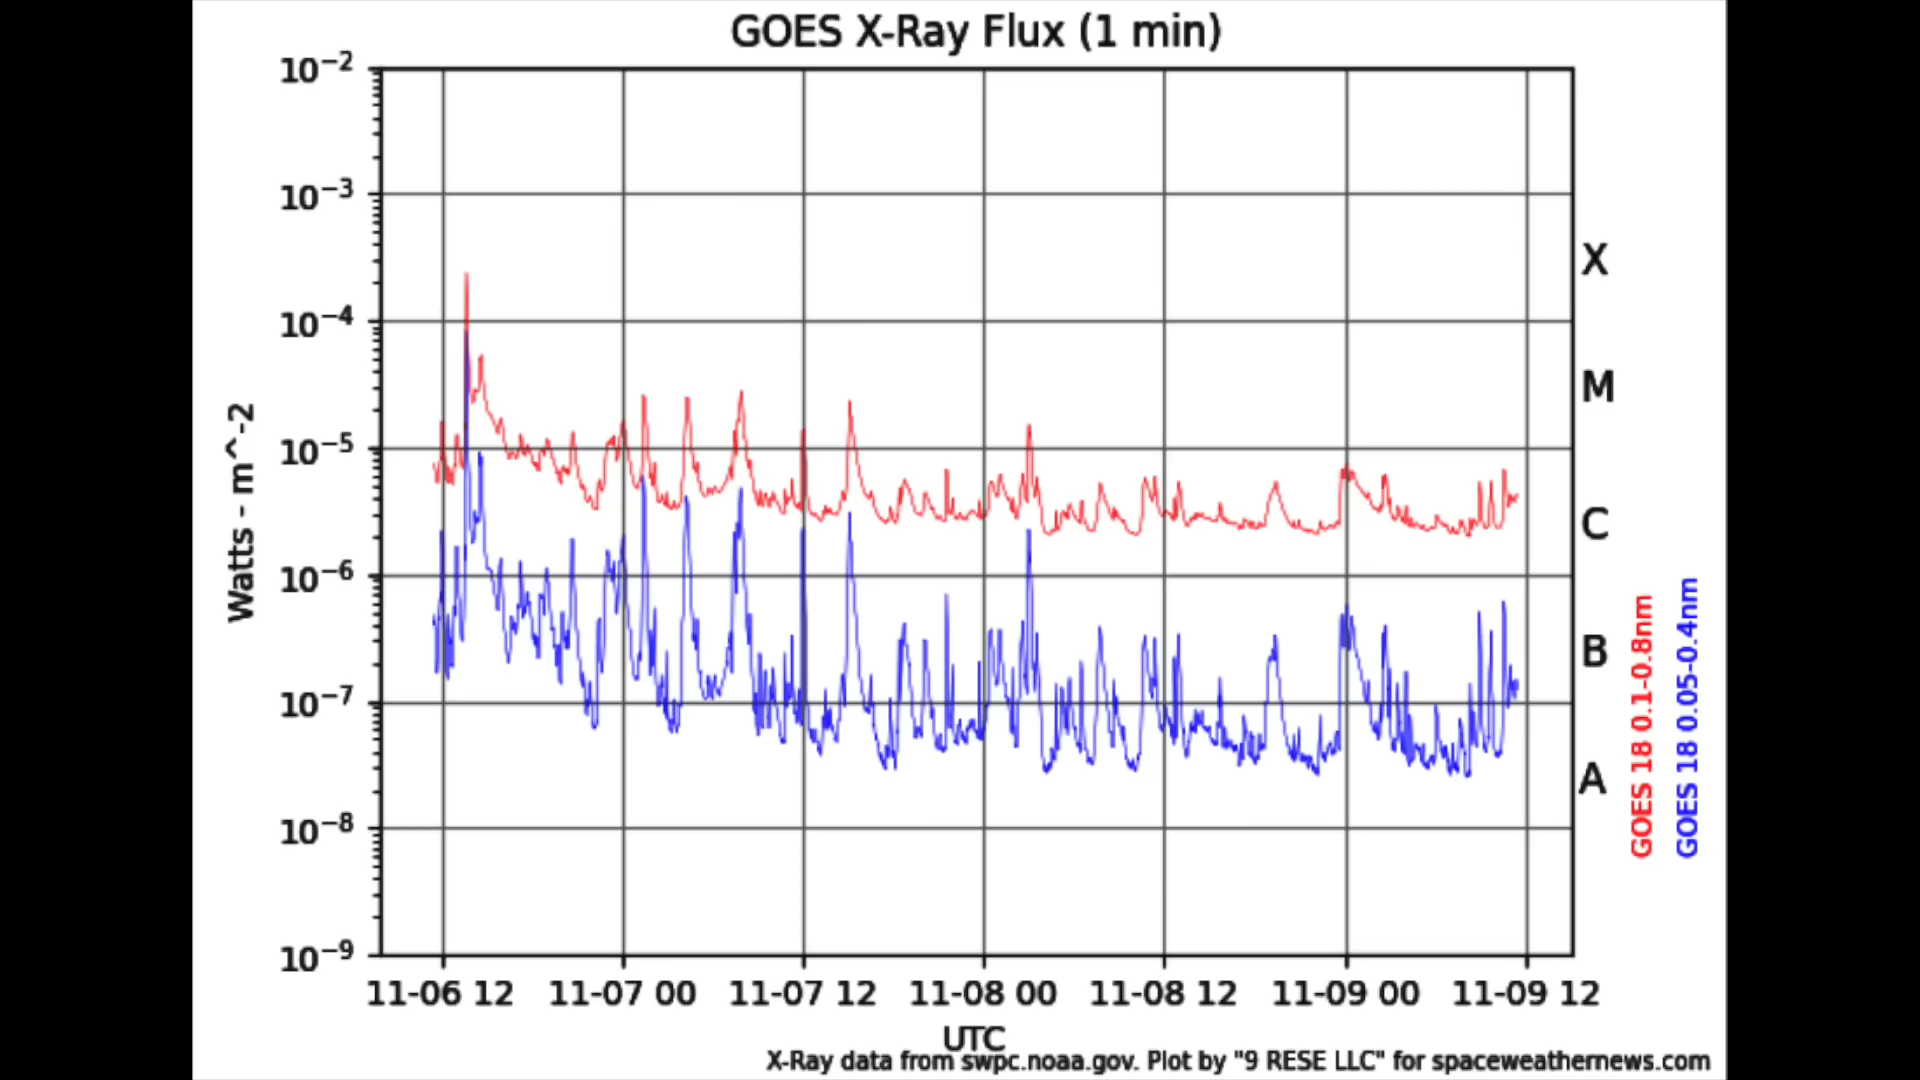 GOES X-Ray Flux (1 min)
10−2
10−3
10−4
10−5
10−6
10−7
10−8
10−9
Watts - m^-2
X
M
C
B
A
GOES 18 0.1-0.8nm
GOES 18 0.05-0.4nm
11-06 12 11-07 00 11-07 12 11-08 00 11-08 12 11-09 00 11-09 12
UTC
X-Ray data from swpc.noaa.gov. Plot by "9 RESE LLC" for spaceweathernews.com